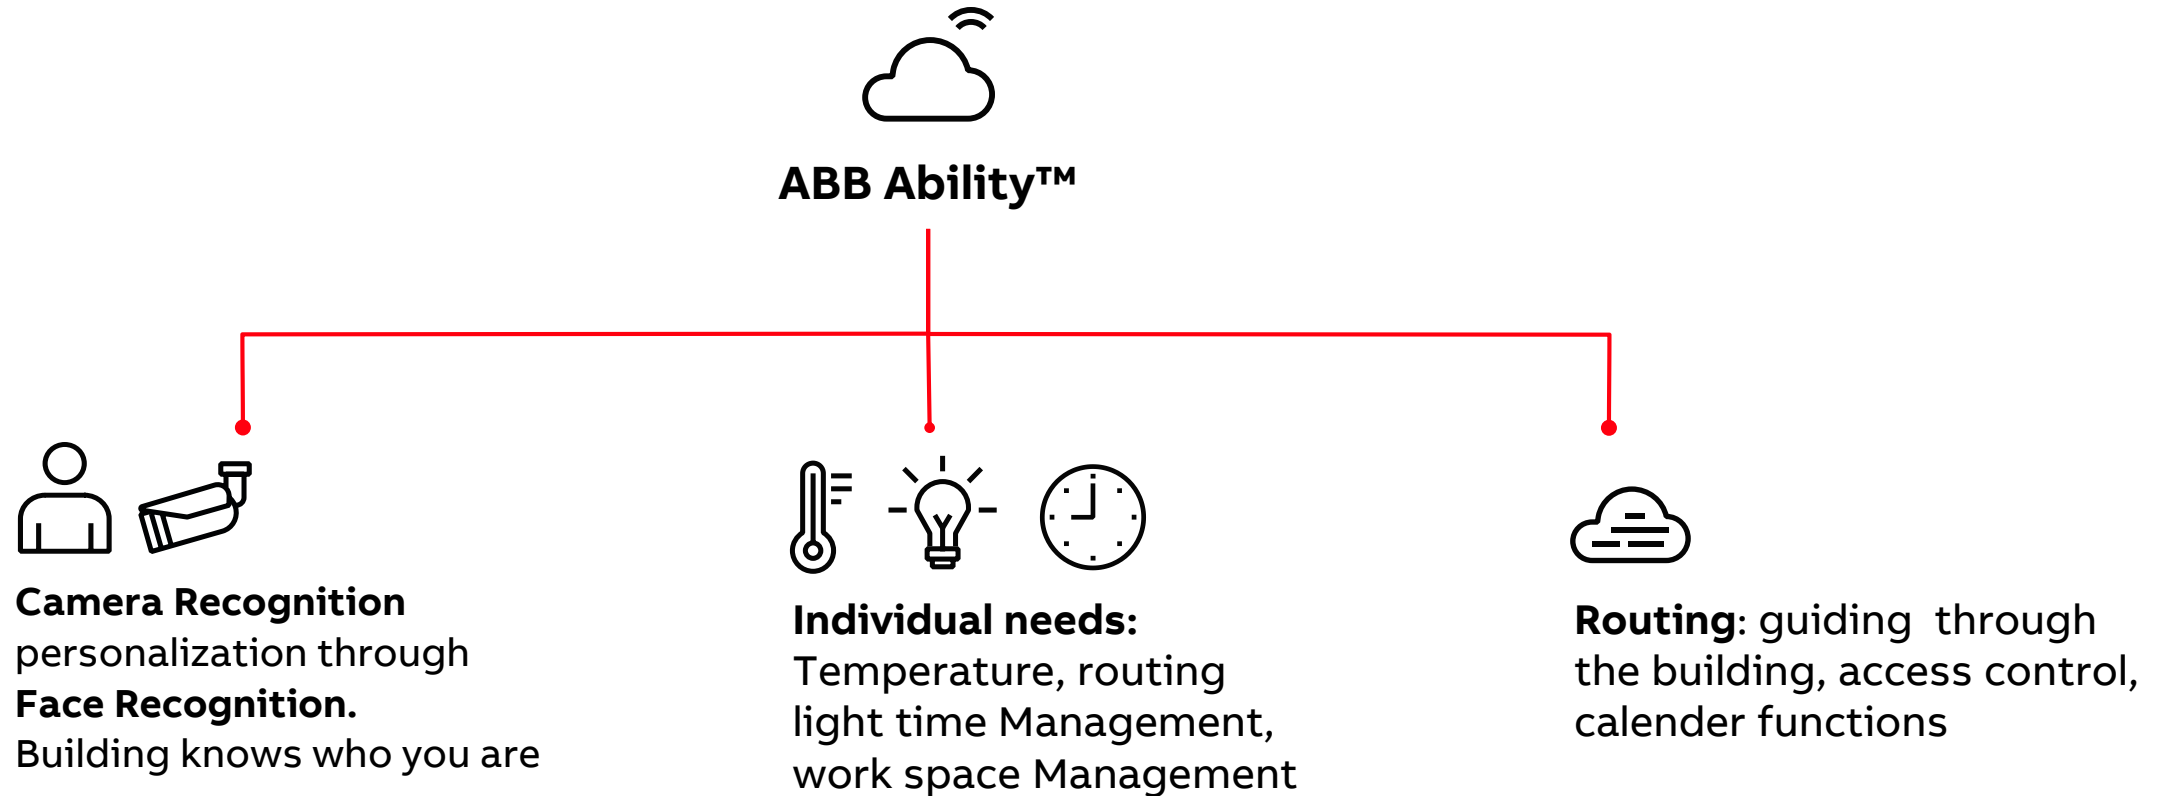 ABB Ability™
Camera Recognition
personalization through
Face Recognition.
Building knows who you are
Individual needs:
Temperature, routing
light time Management,
work space Management
Routing: guiding  through
the building, access control,
calender functions